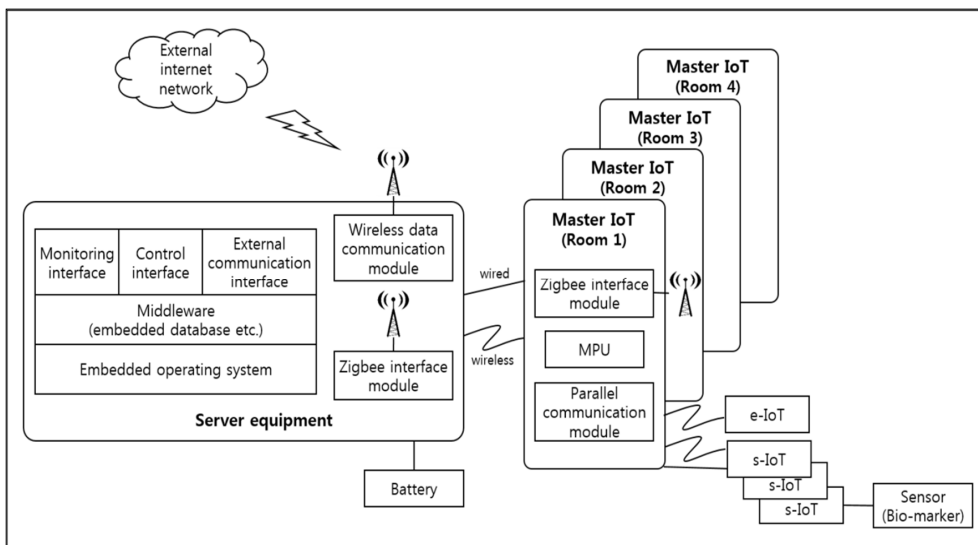 External
internet
network
Monitoring
interface
Control
interface
External
communication
interface
Middleware
(embedded database etc.)
Embedded operating system
Wireless data
communication
module
Zigbee interface
module
Server equipment
Battery
wired
wireless
Master IoT
(Room 4)
Master IoT
(Room 3)
Master IoT
(Room 2)
Master IoT
(Room 1)
Zigbee interface
module
MPU
Parallel
communication
module
e-IoT
s-IoT
s-IoT
s-IoT
Sensor
(Bio-marker)